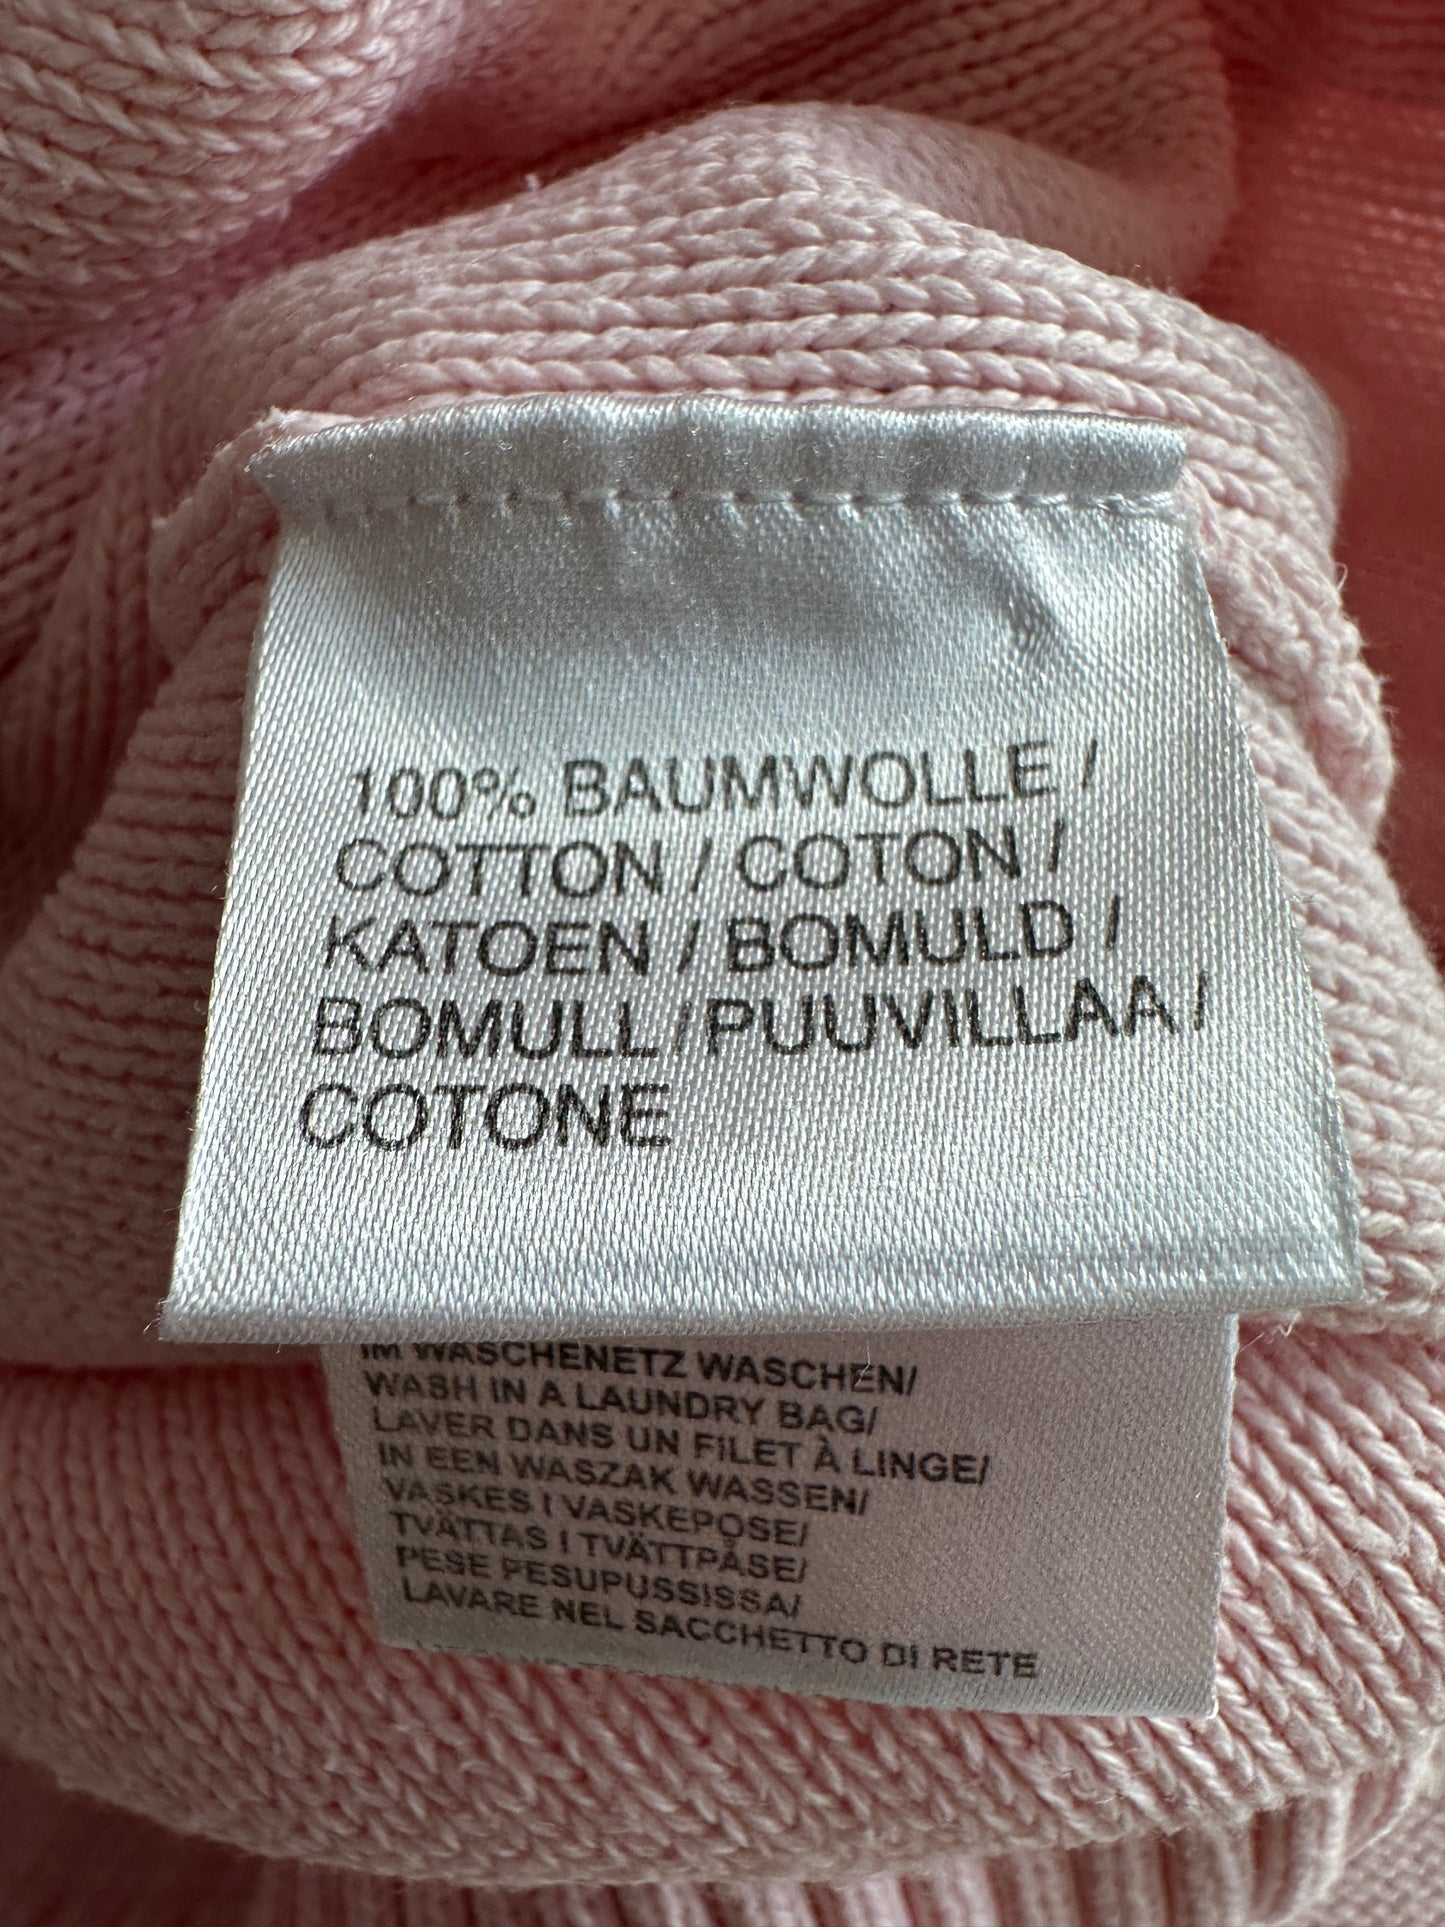 100% BAUMWOLLE /
COTTON / COTON /
KATOEN / BOMULD /
BOMULL/PUUVILLAA/
COTONE
IM WASCHENETZ WASCHEN/
WASH IN A LAUNDRY BAG/
LAVER DANS UN FILET À LINGE/
IN EEN WASZAK WASSEN/
VASKES I VASKEPOSE/
TVÄTTAS I TVÄTTPÅSE/
PESE PESUPUSSISSA/
LAVARE NEL SACCHETTO DI RETE